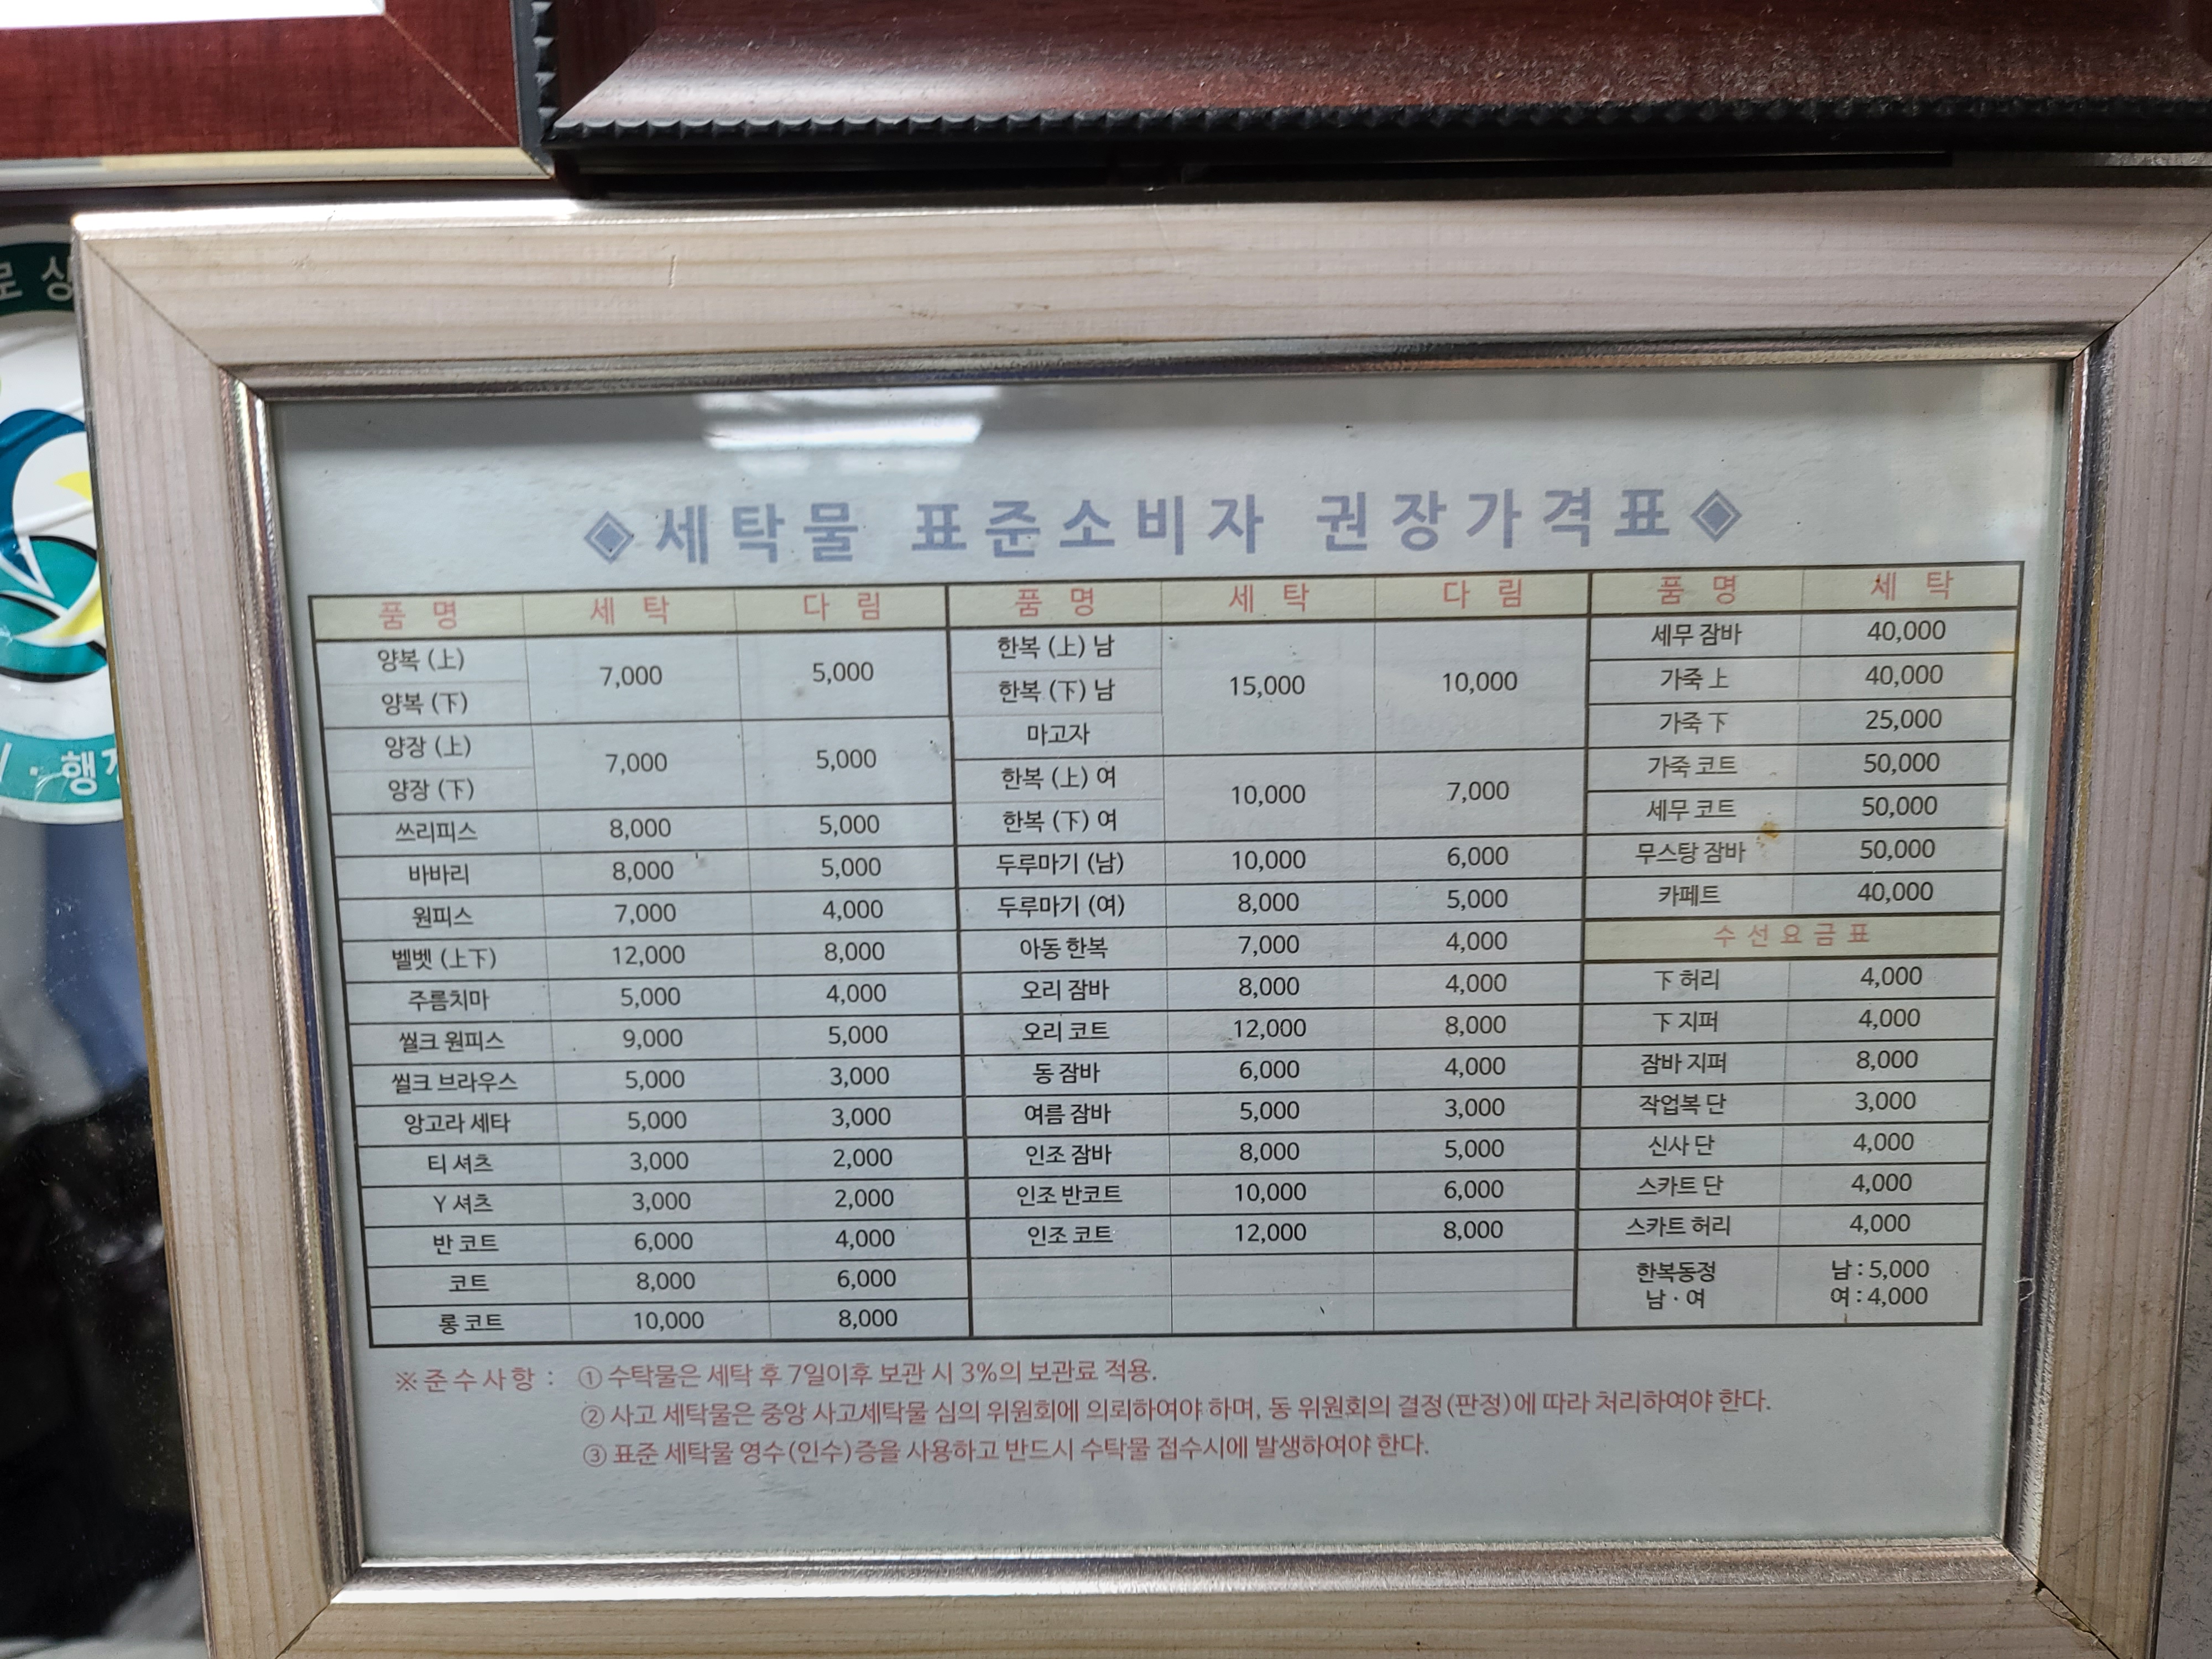 로 상
· 행정
◈세탁물 표준소비자 권장가격표◈
품 명 세 탁 다 림 품 명 세 탁 다 림 품 명 세 탁
양복 (上)
양복 (下)
7,000 5,000
양장 (上)
양장 (下)
7,000 5,000
쓰리피스 8,000 5,000
바바리 8,000 5,000
원피스 7,000 4,000
벨벳 (上下) 12,000 8,000
주름치마 5,000 4,000
씰크 원피스 9,000 5,000
씰크 브라우스 5,000 3,000
앙고라 세타 5,000 3,000
티 셔츠 3,000 2,000
Y 셔츠 3,000 2,000
반 코트 6,000 4,000
코트 8,000 6,000
롱 코트 10,000 8,000
한복 (上) 남
한복 (下) 남
마고자
15,000 10,000
한복 (上) 여
한복 (下) 여
10,000 7,000
두루마기 (남) 10,000 6,000
두루마기 (여) 8,000 5,000
아동 한복 7,000 4,000
오리 잠바 8,000 4,000
오리 코트 12,000 8,000
동 잠바 6,000 4,000
여름 잠바 5,000 3,000
인조 잠바 8,000 5,000
인조 반코트 10,000 6,000
인조 코트 12,000 8,000
세무 잠바 40,000
가죽 上 40,000
가죽 下 25,000
가죽 코트 50,000
세무 코트 50,000
무스탕 잠바 50,000
카페트 40,000
수선요금표
下 허리 4,000
下 지퍼 4,000
잠바 지퍼 8,000
작업복 단 3,000
신사 단 4,000
스카트 단 4,000
스카트 허리 4,000
한복동정 남 : 5,000
남 · 여 여 : 4,000
※준수사항 : ① 수탁물은 세탁 후 7일이후 보관 시 3%의 보관료 적용.
② 사고 세탁물은 중앙 사고세탁물 심의 위원회에 의뢰하여야 하며, 동 위원회의 결정(판정)에 따라 처리하여야 한다.
③ 표준 세탁물 영수(인수)증을 사용하고 반드시 수탁물 접수시에 발생하여야 한다.